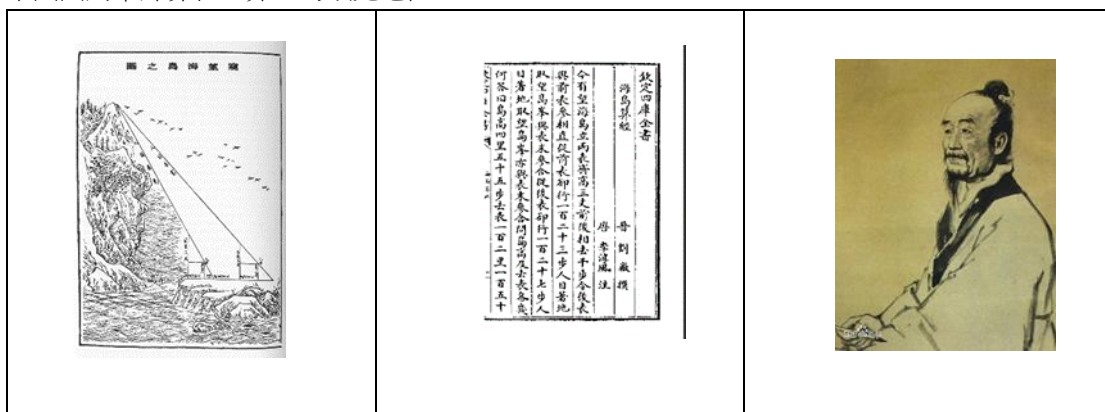 窺望海島之圖
欽定四庫全書
海島算經
晉 劉徽 撰
唐 李淳風 注
今有望海島立兩表齊高三丈前後相去千步令後表
與前表參相直從前表却行一百二十三步人目著地
取望島峯與表末參合從後表却行一百二十七步人
目著地取望島峯亦與表末參合問島高及去表各幾
何答曰島高四里五十五步去表一百二里一百五十